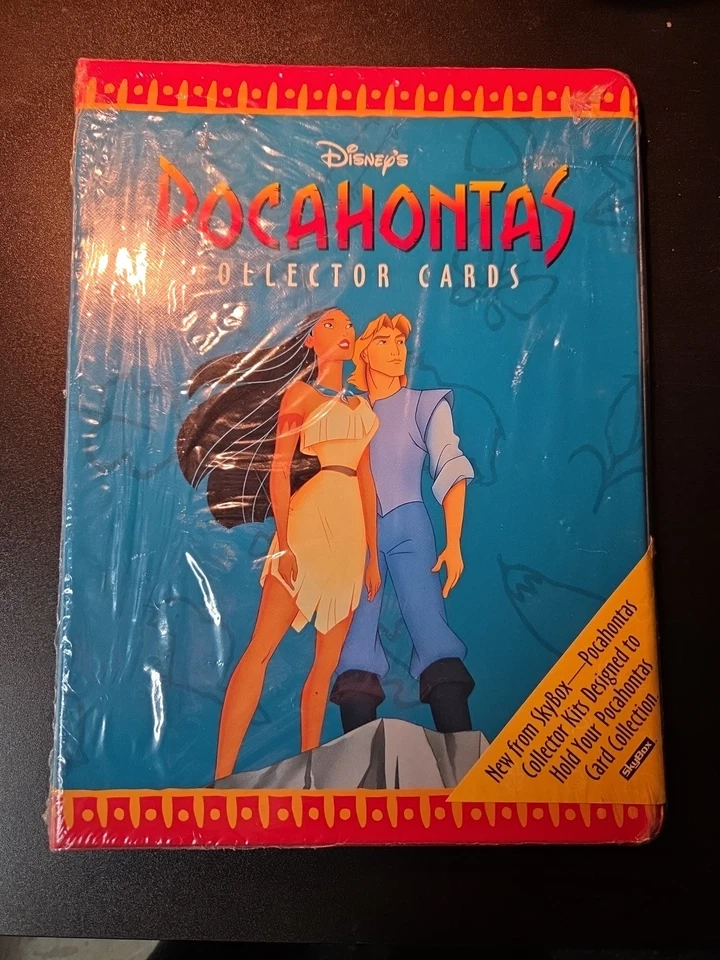 Disney's
POCAHONTAS
COLLECTOR CARDS
New from SkyBox—Pocahontas
Collector Kits Designed to
Hold Your Pocahontas
Card Collection
SkyBox